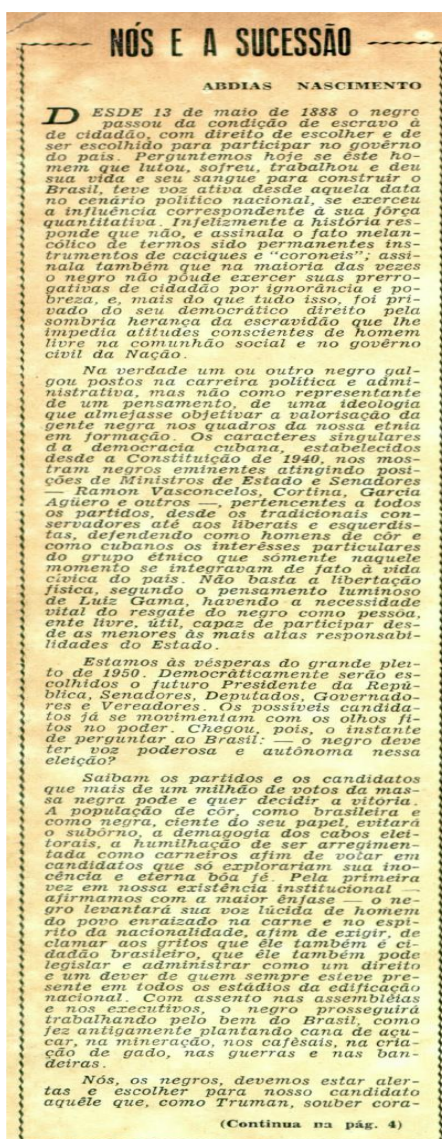 NÓS E A SUCESSÃO
ABDIAS NASCIMENTO
DESDE 13 de maio de 1888 o negro
passou da condição de escravo à
de cidadão, com direito de escolher e de
ser escolhido para participar no govêrno
do pais. Perguntemos hoje se êste ho-
mem que lutou, sofreu, trabalhou e deu
sua vida e seu sangue para construir o
Brasil, teve voz ativa desde aquela data
no cenário político nacional, se exerceu
a influência correspondente à sua fôrça
quantitativa. Infelizmente a história res-
ponde que não, e assinala o fato melan-
cólico de termos sido permanentes ins-
trumentos de caciques e "coroneis"; assi-
nala também que na maioria das vezes
o negro não pôude exercer suas prerro-
gativas de cidadão por ignorância e po-
breza, e, mais do que tudo isso, foi pri-
vado do seu democrático direito pela
sombria herança da escravidão que lhe
impedia atitudes conscientes de homem
livre na comunhão social e no govêrno
civil da Nação.
Na verdade um ou outro negro gal-
gou postos na carreira política e admi-
nistrativa, mas não como representante
de um pensamento, de uma ideologia
que almejasse objetivar a valorisação da
gente negra nos quadros da nossa etnia
em formação. Os caracteres singulares
da democracia cubana, estabelecidos
desde a Constituição de 1940, nos mos-
tram negros eminentes atingindo posi-
ções de Ministros de Estado e Senadores
— Ramon Vasconcelos, Cortina, Garcia
Agüero e outros —, pertencentes a todos
os partidos, desde os tradicionais con-
servadores até aos liberais e esquerdis-
tas, defendendo como homens de côr e
como cubanos os interêsses particulares
do grupo étnico que sómente naquele
momento se integravam de fato à vida
cívica do pais. Não basta a libertação
física, segundo o pensamento luminoso
de Luiz Gama, havendo a necessidade
vital do resgate do negro como pessôa,
ente livre, útil, capaz de participar des-
de as menores às mais altas responsabi-
lidades do Estado.
Estamos às vésperas do grande plei-
to de 1950. Democráticamente serão es-
colhidos o futuro Presidente da Repú-
blica, Senadores, Deputados, Governado-
res e Vereadores. Os possíveis candida-
tos já se movimentam com os olhos fi-
tos no poder. Chegou, pois, o instante
de perguntar ao Brasil: — o negro deve
ter voz poderosa e autônoma nessa
eleição?
Saibam os partidos e os candidatos
que mais de um milhão de votos da mas-
sa negra pode e quer decidir a vitória.
A população de côr, como brasileira e
como negra, ciente do seu papel, evitará
o subôrno, a demagogia dos cabos elei-
torais, a humilhação de ser arregimen-
tada como carneiros afim de votar em
candidatos que só explorariam sua ino-
cência e eterna bôa fé. Pela primeira
vez em nossa existência institucional —
afirmamos com a maior ênfase — o ne-
gro levantará sua voz lúcida de homem
do povo enraizado na carne e no espi-
rito da nacionalidade, afim de exigir, de
clamar aos gritos que êle também é ci-
dadão brasileiro, que êle também pode
legislar e administrar como um direito
e um dever de quem sempre esteve pre-
sente em todos os estádios da edificação
nacional. Com assento nas assembléias
e nos executivos, o negro prosseguirá
trabalhando pelo bem do Brasil, como
fez antigamente plantando cana de açu-
car, na mineração, nos cafèsais, na cria-
ção de gado, nas guerras e nas ban-
deiras.
Nós, os negros, devemos estar aler-
tas e escolher para nosso candidato
aquêle que, como Truman, souber cora-
(Continua na pág. 4)